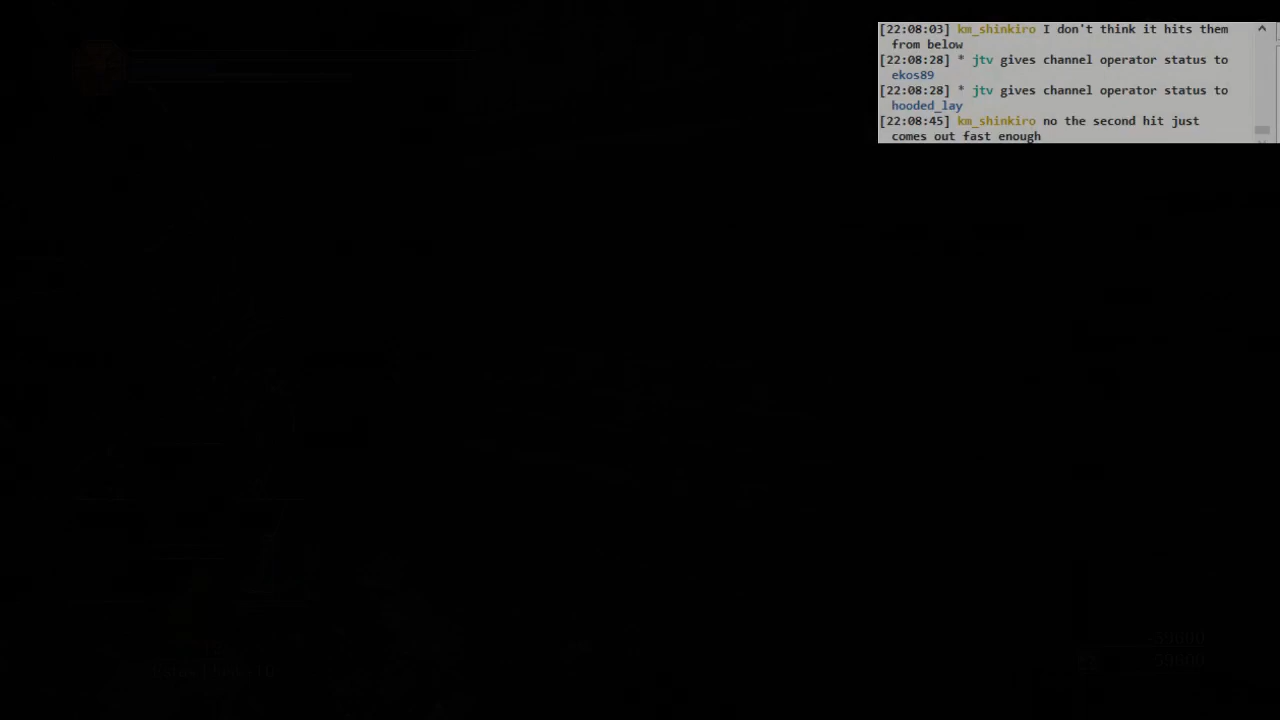 [22:08:03] km_shinkiro I don't think it hits them
from below
[22:08:28] * jtv gives channel operator status to
ekos89
[22:08:28] * jtv gives channel operator status to
hooded_lay
[22:08:45] km_shinkiro no the second hit just
comes out fast enough
-59600
59600